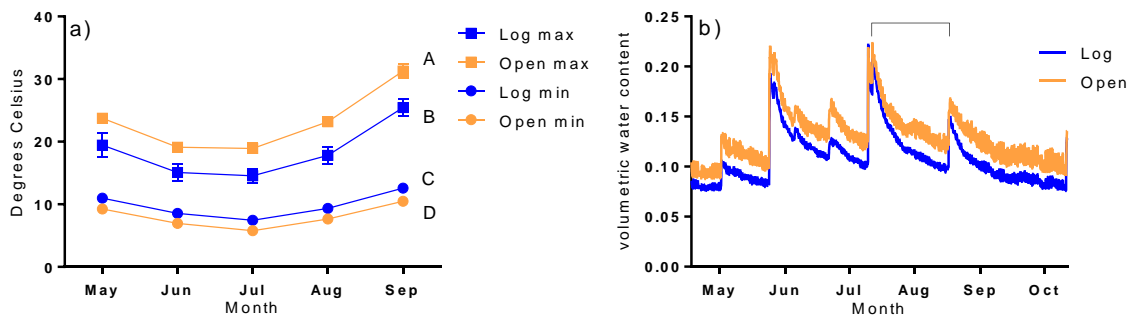 a)
Degrees Celsius
40
30
20
10
0
May Jun Jul Aug Sep
Month
A
B
C
D
Log max
Open max
Log min
Open min
b)
volumetric water content
0.25
0.20
0.15
0.10
0.05
0.00
May Jun Jul Aug Sep Oct
Month
Log
Open